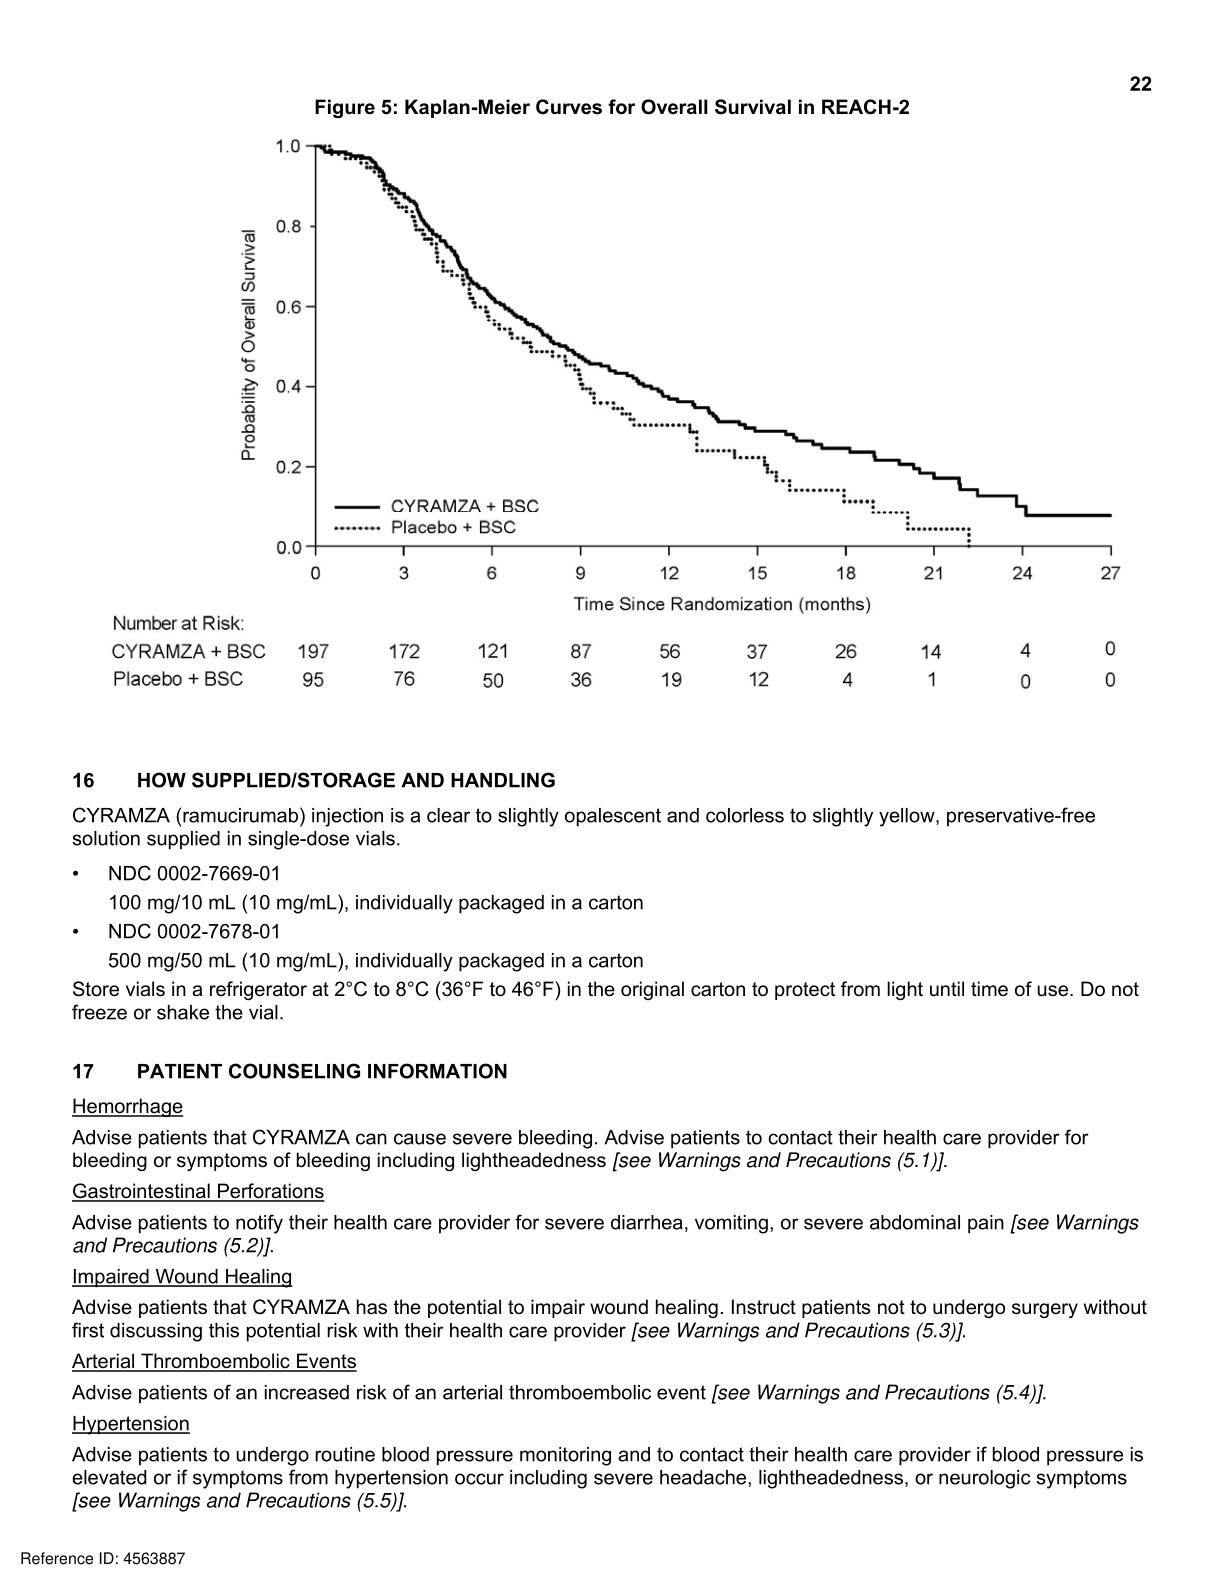 22
Figure 5: Kaplan-Meier Curves for Overall Survival in REACH-2
1.0
0.8
0.6
0.4
0.2
0.0
Probability of Overall Survival
CYRAMZA + BSC
Placebo + BSC
0 3 6 9 12 15 18 21 24 27
Time Since Randomization (months)
Number at Risk:
CYRAMZA + BSC 197 172 121 87 56 37 26 14 4 0
Placebo + BSC 95 76 50 36 19 12 4 1 0 0
16 HOW SUPPLIED/STORAGE AND HANDLING
CYRAMZA (ramucirumab) injection is a clear to slightly opalescent and colorless to slightly yellow, preservative-free
solution supplied in single-dose vials.
• NDC 0002-7669-01
100 mg/10 mL (10 mg/mL), individually packaged in a carton
• NDC 0002-7678-01
500 mg/50 mL (10 mg/mL), individually packaged in a carton
Store vials in a refrigerator at 2°C to 8°C (36°F to 46°F) in the original carton to protect from light until time of use. Do not
freeze or shake the vial.
17 PATIENT COUNSELING INFORMATION
Hemorrhage
Advise patients that CYRAMZA can cause severe bleeding. Advise patients to contact their health care provider for
bleeding or symptoms of bleeding including lightheadedness [see Warnings and Precautions (5.1)].
Gastrointestinal Perforations
Advise patients to notify their health care provider for severe diarrhea, vomiting, or severe abdominal pain [see Warnings
and Precautions (5.2)].
Impaired Wound Healing
Advise patients that CYRAMZA has the potential to impair wound healing. Instruct patients not to undergo surgery without
first discussing this potential risk with their health care provider [see Warnings and Precautions (5.3)].
Arterial Thromboembolic Events
Advise patients of an increased risk of an arterial thromboembolic event [see Warnings and Precautions (5.4)].
Hypertension
Advise patients to undergo routine blood pressure monitoring and to contact their health care provider if blood pressure is
elevated or if symptoms from hypertension occur including severe headache, lightheadedness, or neurologic symptoms
[see Warnings and Precautions (5.5)].
Reference ID: 4563887